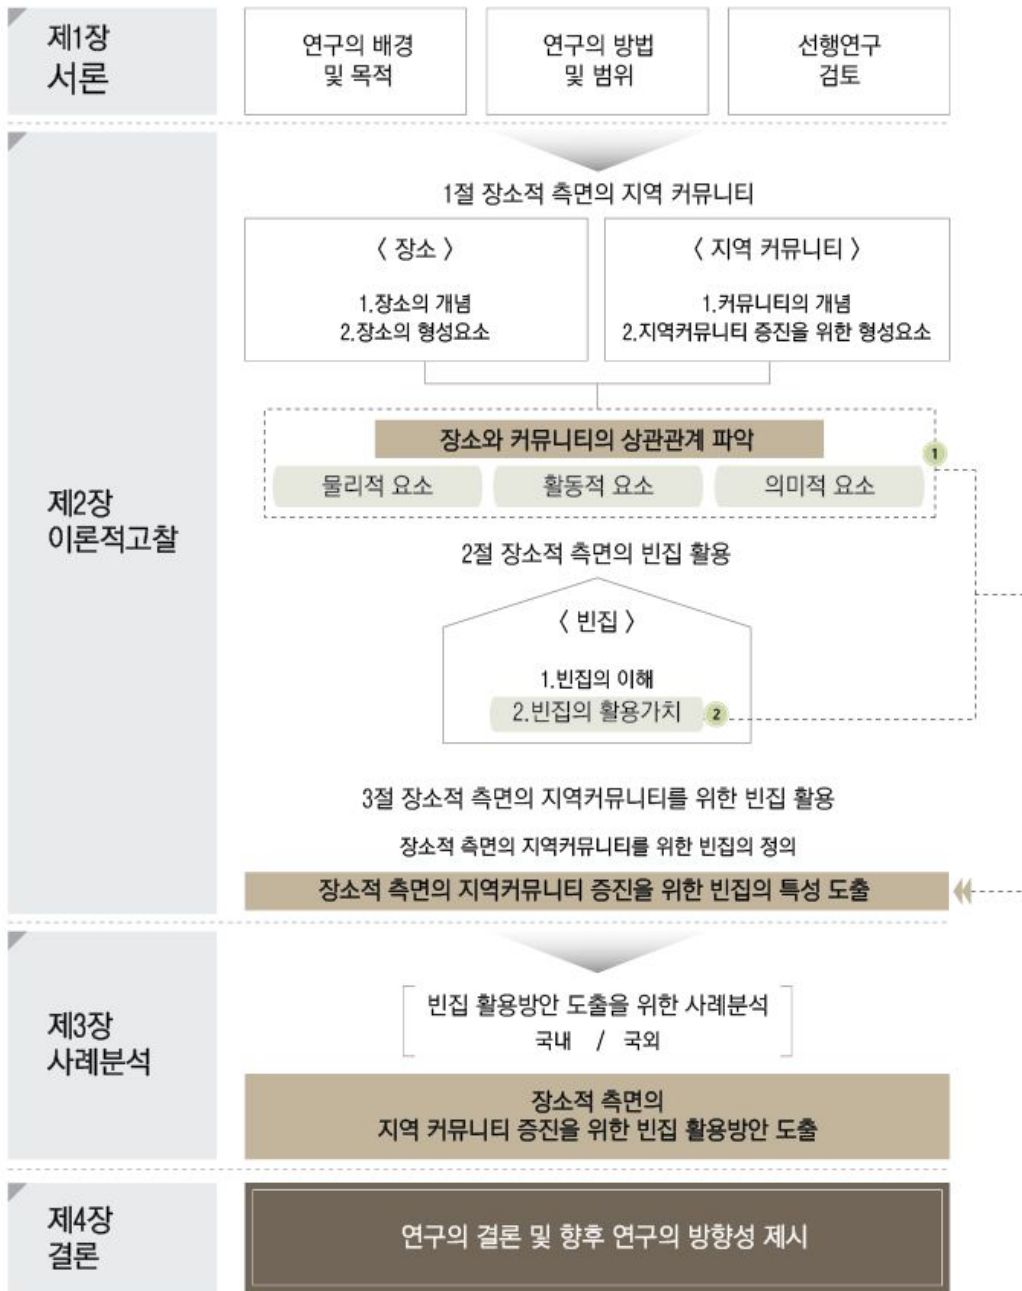 제1장
서론
연구의 배경
및 목적
연구의 방법
및 범위
선행연구
검토
제2장
이론적고찰
1절 장소적 측면의 지역 커뮤니티
〈 장소 〉
1.장소의 개념
2.장소의 형성요소
〈 지역 커뮤니티 〉
1.커뮤니티의 개념
2.지역커뮤니티 증진을 위한 형성요소
장소와 커뮤니티의 상관관계 파악
1
물리적 요소
활동적 요소
의미적 요소
2절 장소적 측면의 빈집 활용
〈 빈집 〉
1.빈집의 이해
2.빈집의 활용가치
2
3절 장소적 측면의 지역커뮤니티를 위한 빈집 활용
장소적 측면의 지역커뮤니티를 위한 빈집의 정의
장소적 측면의 지역커뮤니티 증진을 위한 빈집의 특성 도출
제3장
사례분석
빈집 활용방안 도출을 위한 사례분석
국내 / 국외
장소적 측면의
지역 커뮤니티 증진을 위한 빈집 활용방안 도출
제4장
결론
연구의 결론 및 향후 연구의 방향성 제시